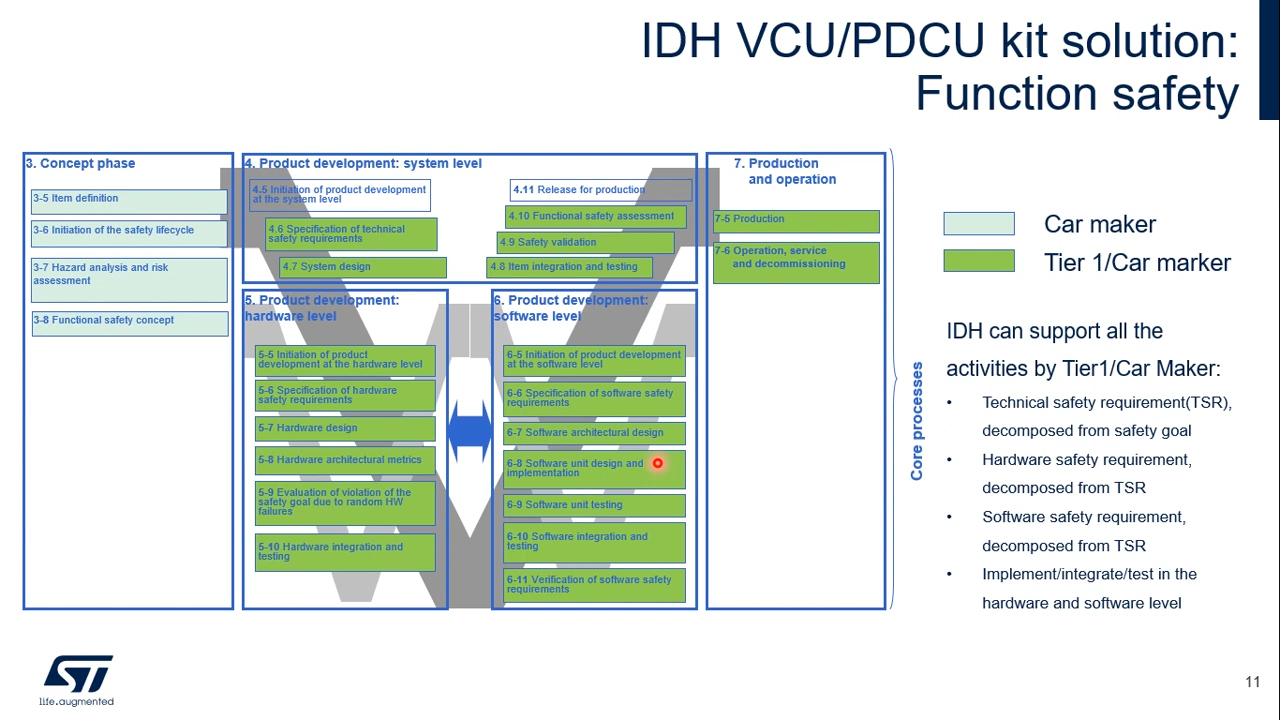 IDH VCU/PDCU kit solution:
Function safety
3. Concept phase
3-5 Item definition
3-6 Initiation of the safety lifecycle
3-7 Hazard analysis and risk
assessment
3-8 Functional safety concept
4. Product development: system level
4.5 Initiation of product development
at the system level
4.6 Specification of technical
safety requirements
4.7 System design
4.11 Release for production
4.10 Functional safety assessment
4.9 Safety validation
4.8 Item integration and testing
5. Product development:
hardware level
5-5 Initiation of product
development at the hardware level
5-6 Specification of hardware
safety requirements
5-7 Hardware design
5-8 Hardware architectural metrics
5-9 Evaluation of violation of the
safety goal due to random HW
failures
5-10 Hardware integration and
testing
6. Product development:
software level
6-5 Initiation of product development
at the software level
6-6 Specification of software safety
requirements
6-7 Software architectural design
6-8 Software unit design and
implementation
6-9 Software unit testing
6-10 Software integration and
testing
6-11 Verification of software safety
requirements
7. Production
and operation
7-5 Production
7-6 Operation, service
and decommissioning
Core processes
Car maker
Tier 1/Car marker
IDH can support all the
activities by Tier1/Car Maker:
• Technical safety requirement(TSR),
decomposed from safety goal
• Hardware safety requirement,
decomposed from TSR
• Software safety requirement,
decomposed from TSR
• Implement/integrate/test in the
hardware and software level
ST
life.augmented
11